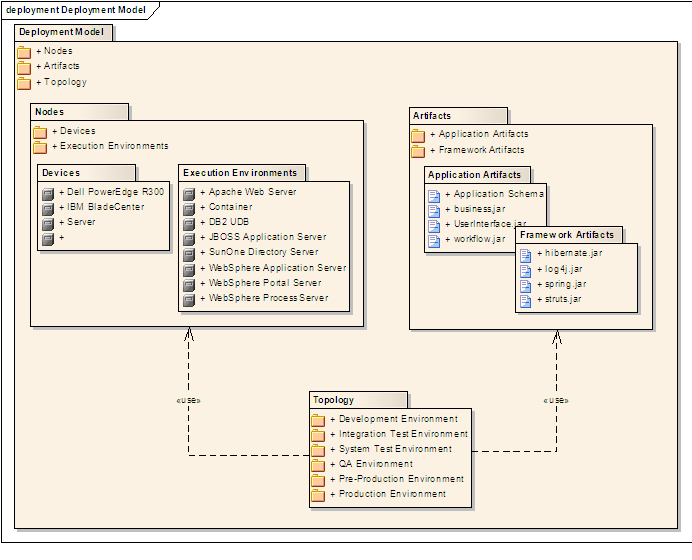 deployment Deployment Model
Deployment Model
+ Nodes
+ Artifacts
+ Topology
Nodes
+ Devices
+ Execution Environments
Devices
+ Dell PowerEdge R300
+ IBM BladeCenter
+ Server
+
Execution Environments
+ Apache Web Server
+ Container
+ DB2 UDB
+ JBOSS Application Server
+ SunOne Directory Server
+ WebSphere Application Server
+ WebSphere Portal Server
+ WebSphere Process Server
Artifacts
+ Application Artifacts
+ Framework Artifacts
Application Artifacts
+ Application Schema
+ business.jar
+ UserInterface.jar
+ workflow.jar
Framework Artifacts
+ hibernate.jar
+ log4j.jar
+ spring.jar
+ struts.jar
«use»
«use»
Topology
+ Development Environment
+ Integration Test Environment
+ System Test Environment
+ QA Environment
+ Pre-Production Environment
+ Production Environment